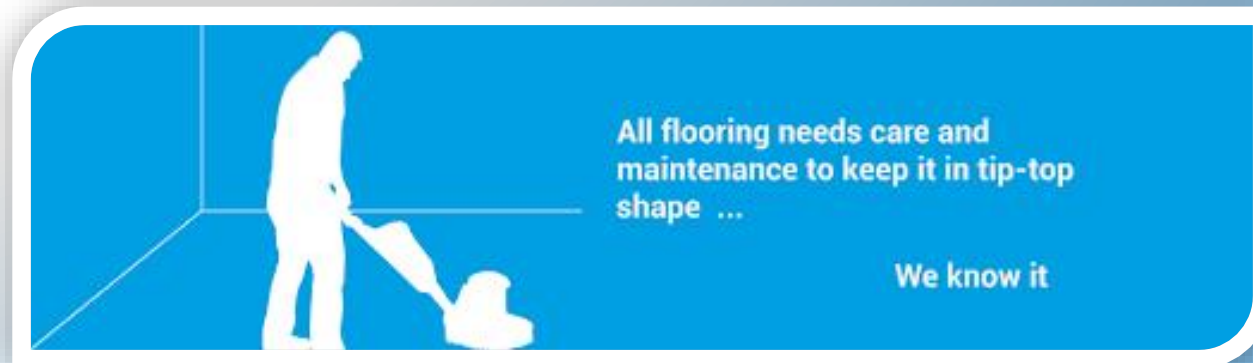 All flooring needs care and
maintenance to keep it in tip-top
shape ...
We know it